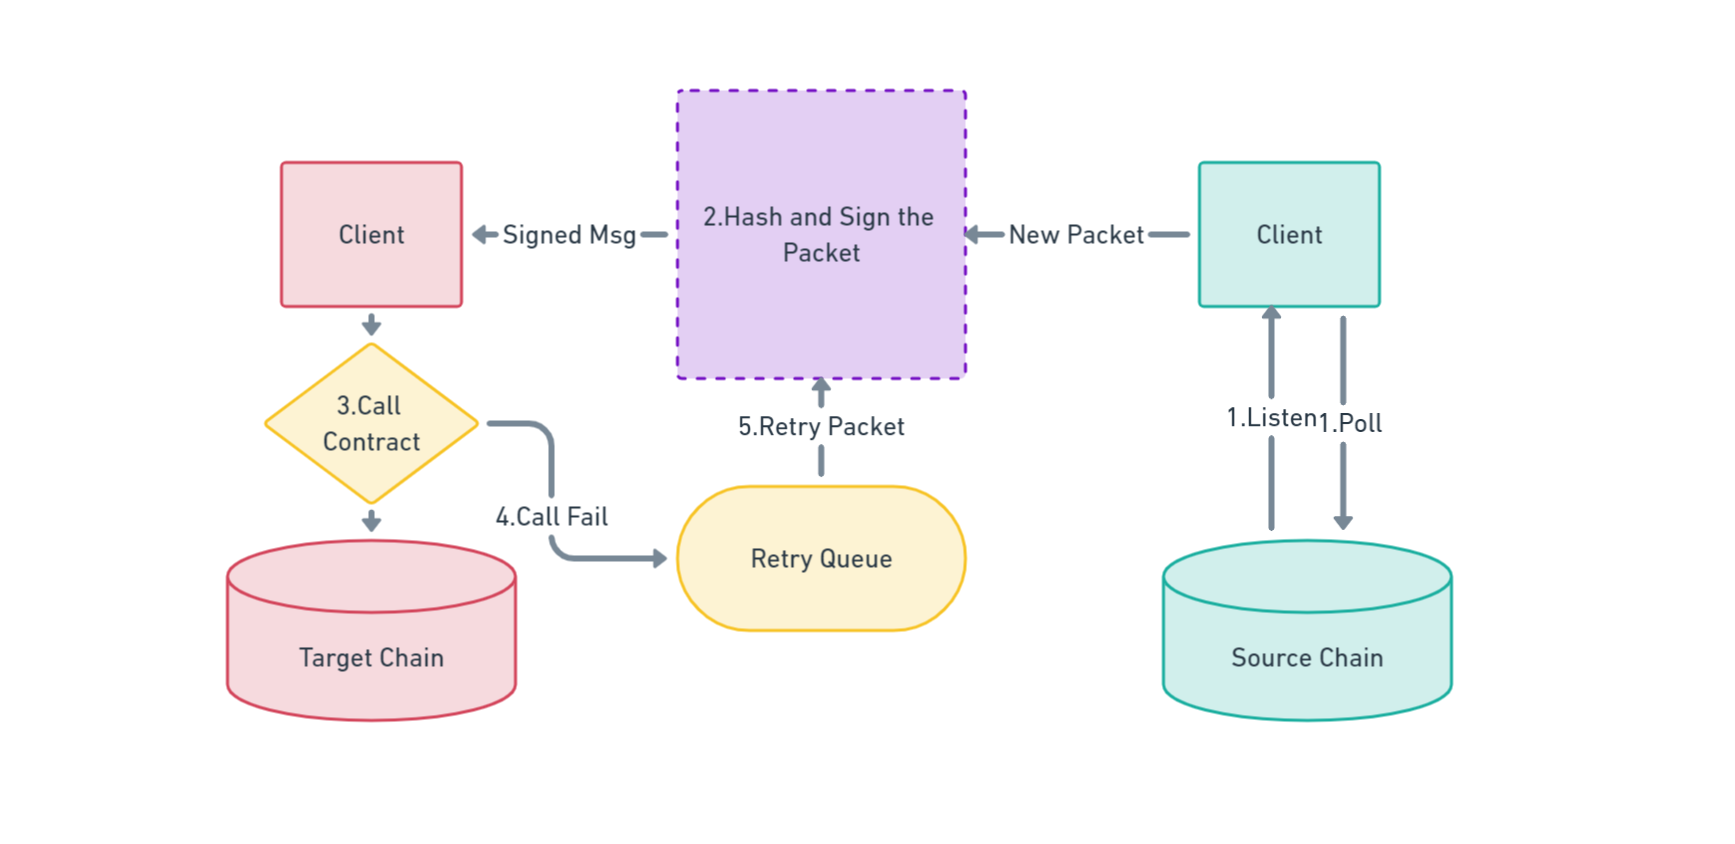 2.Hash and Sign the
Packet
Client
Signed Msg
New Packet
Client
3.Call
Contract
5.Retry Packet
1.Listen
1.Poll
4.Call Fail
Retry Queue
Target Chain
Source Chain